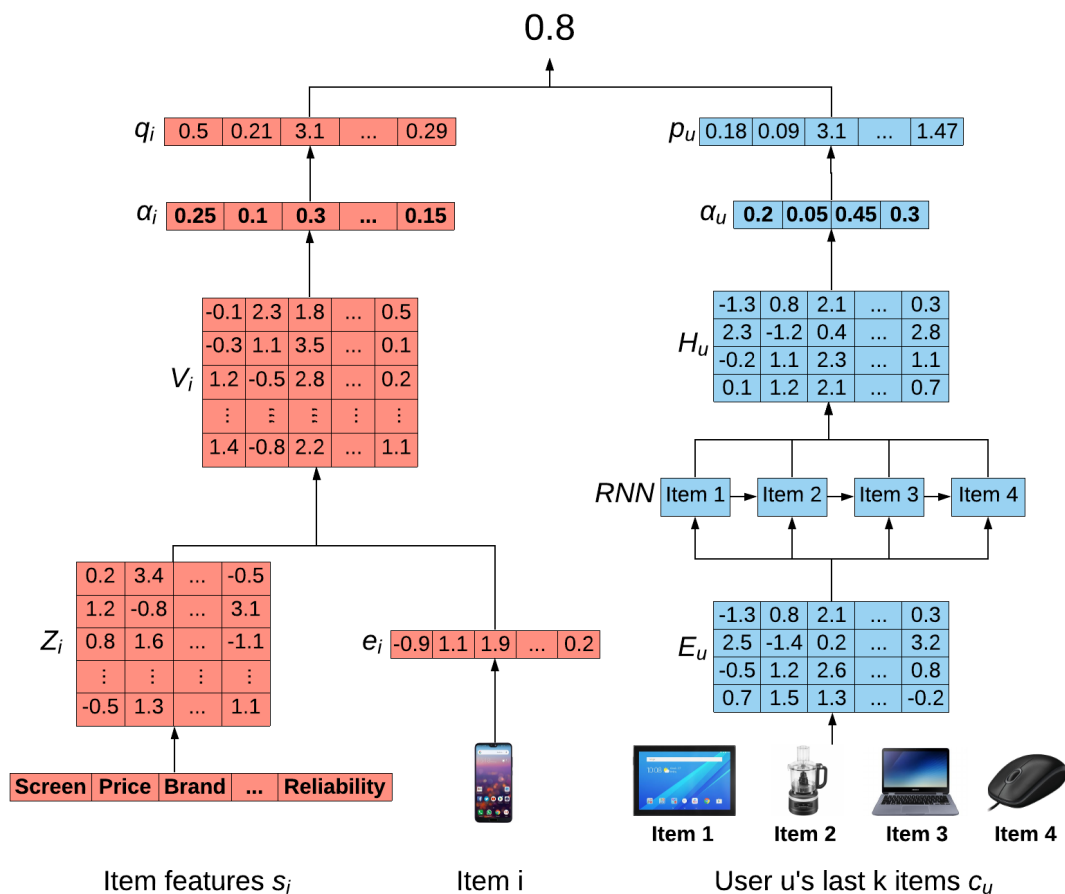 0.8
q_i 0.5 0.21 3.1 ... 0.29
p_u 0.18 0.09 3.1 ... 1.47
α_i 0.25 0.1 0.3 ... 0.15
α_u 0.2 0.05 0.45 0.3
V_i
-0.1 2.3 1.8 ... 0.5
-0.3 1.1 3.5 ... 0.1
1.2 -0.5 2.8 ... 0.2
... ... ... ... ...
1.4 -0.8 2.2 ... 1.1
H_u
-1.3 0.8 2.1 ... 0.3
2.3 -1.2 0.4 ... 2.8
-0.2 1.1 2.3 ... 1.1
0.1 1.2 2.1 ... 0.7
RNN Item 1 Item 2 Item 3 Item 4
Z_i
0.2 3.4 ... -0.5
1.2 -0.8 ... 3.1
0.8 1.6 ... -1.1
... ... ... ...
-0.5 1.3 ... 1.1
e_i -0.9 1.1 1.9 ... 0.2
E_u
-1.3 0.8 2.1 ... 0.3
2.5 -1.4 0.2 ... 3.2
-0.5 1.2 2.6 ... 0.8
0.7 1.5 1.3 ... -0.2
Screen Price Brand ... Reliability
Item 1 Item 2 Item 3 Item 4
Item features s_i
Item i
User u's last k items c_u